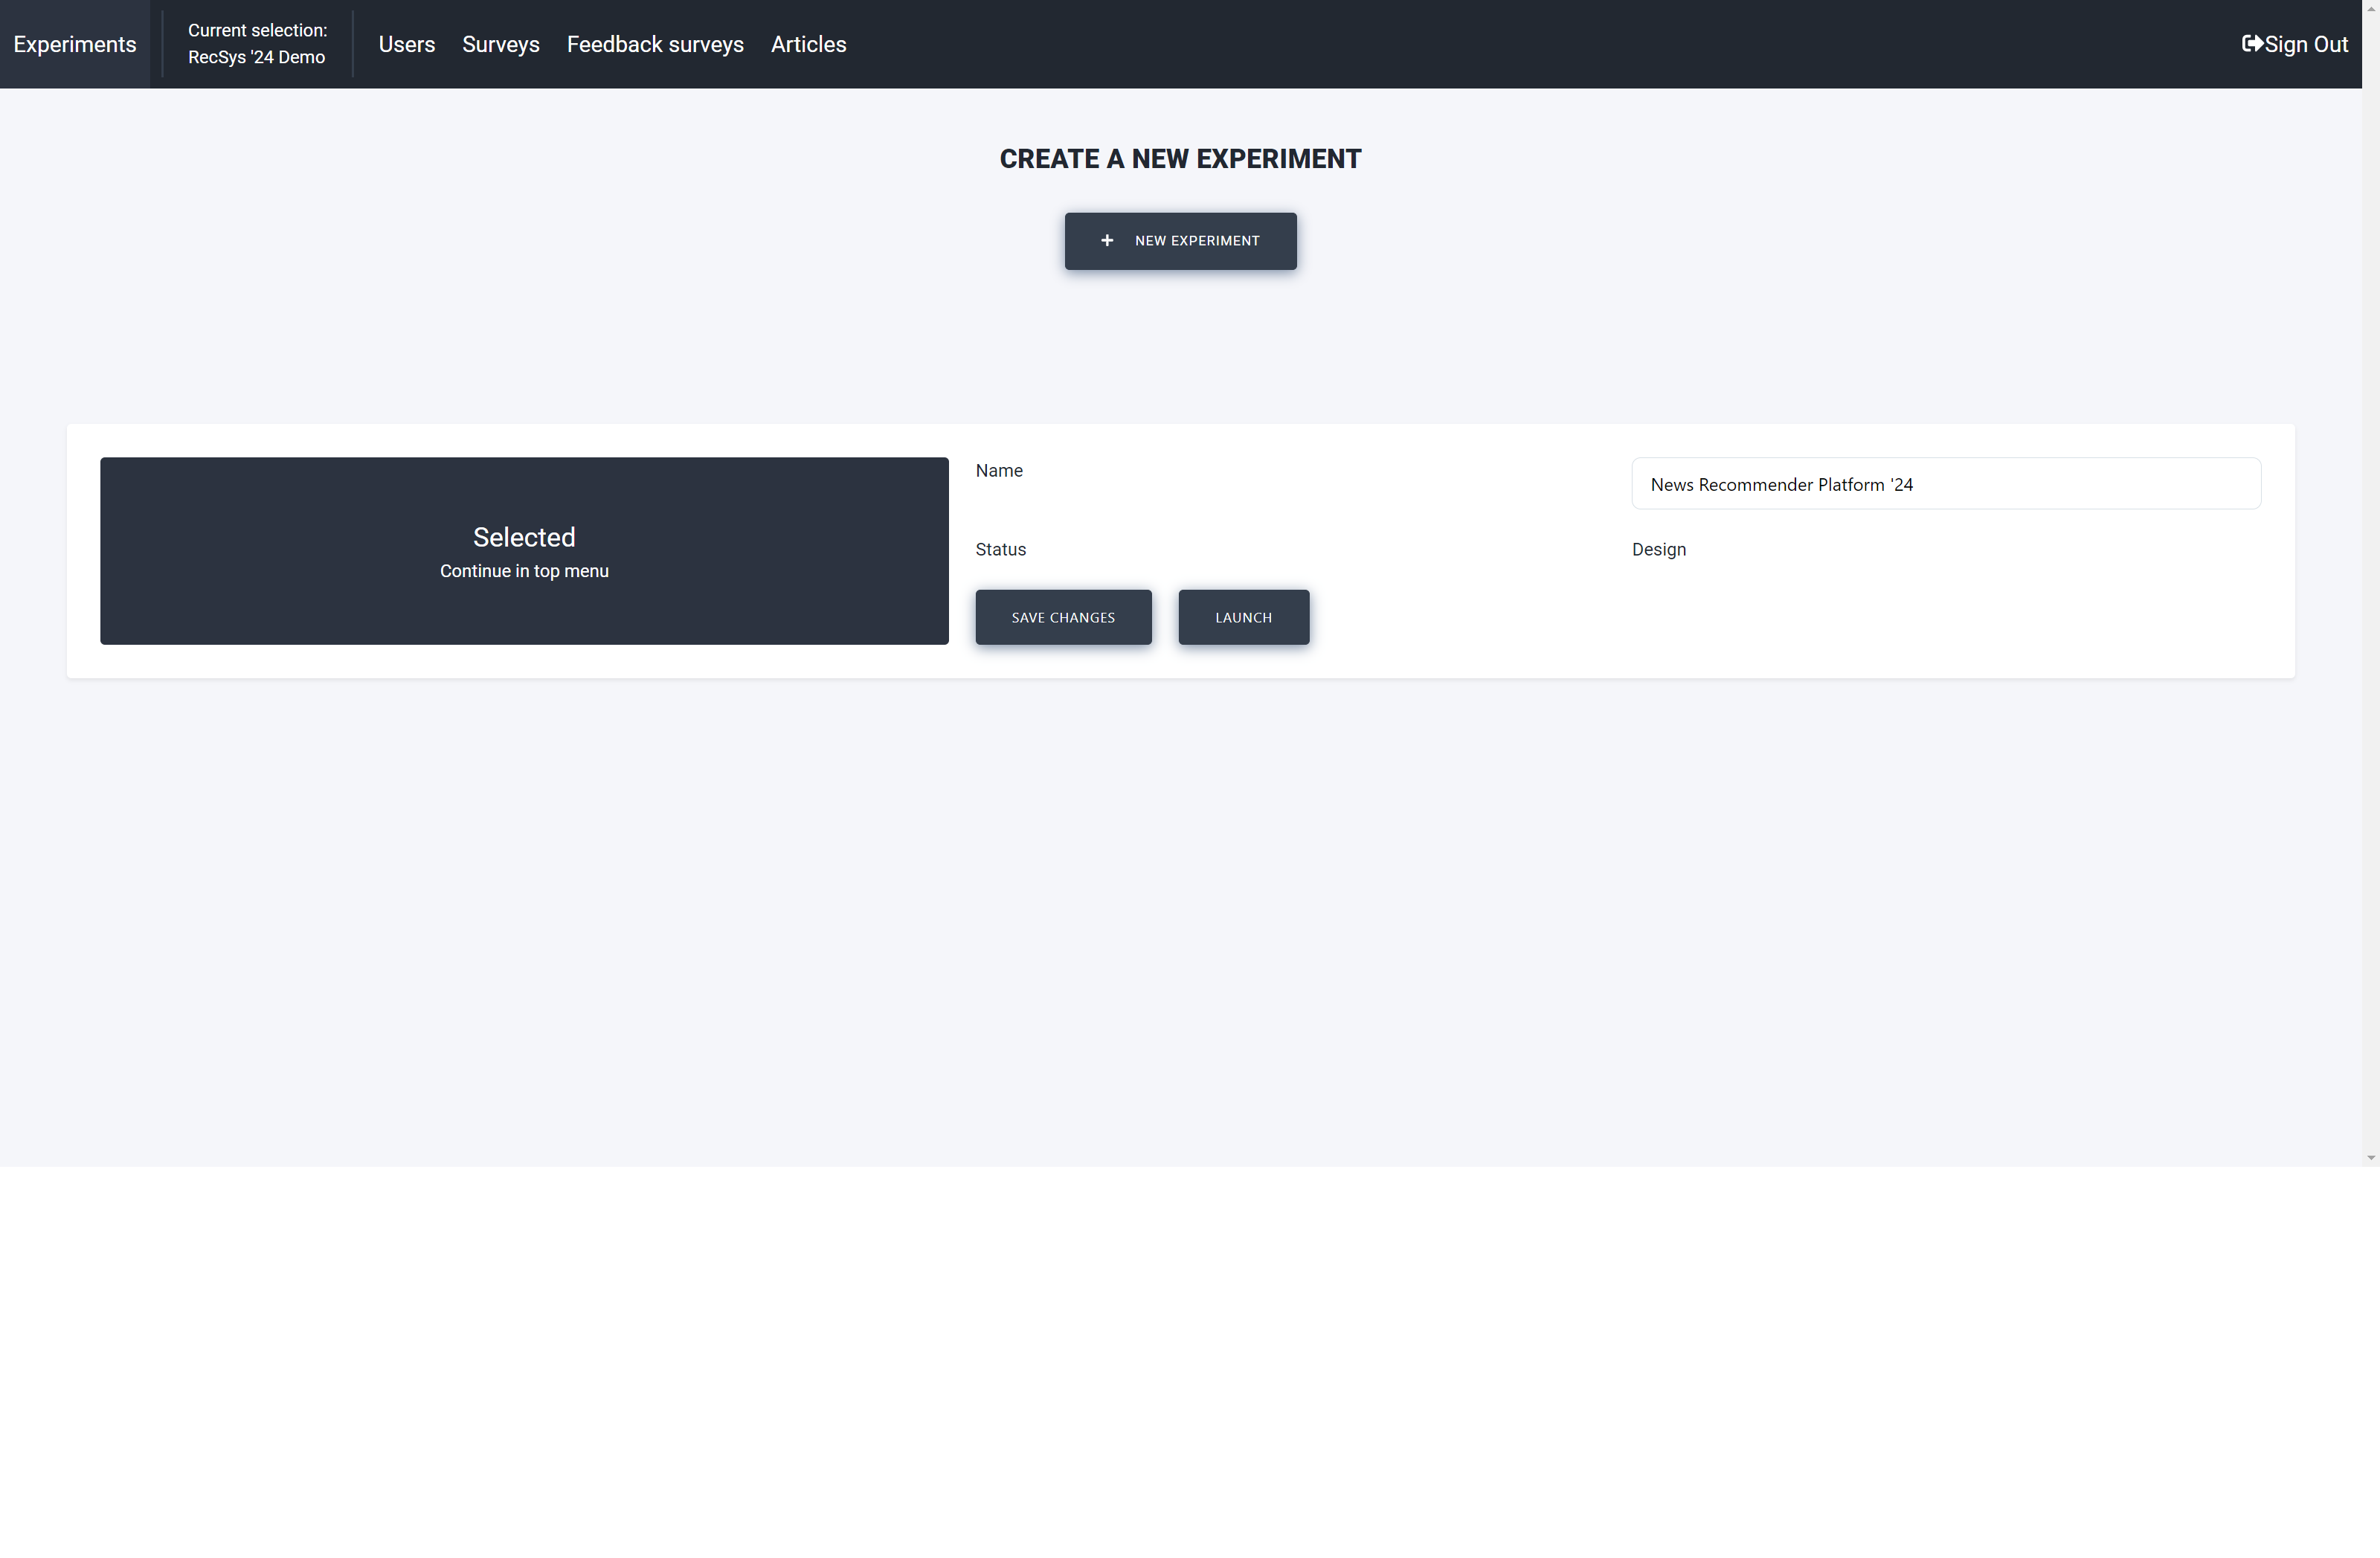 Experiments
Current selection:
RecSys '24 Demo
Users
Surveys
Feedback surveys
Articles
Sign Out
CREATE A NEW EXPERIMENT
NEW EXPERIMENT
Selected
Continue in top menu
Name
News Recommender Platform '24
Status
Design
SAVE CHANGES
LAUNCH